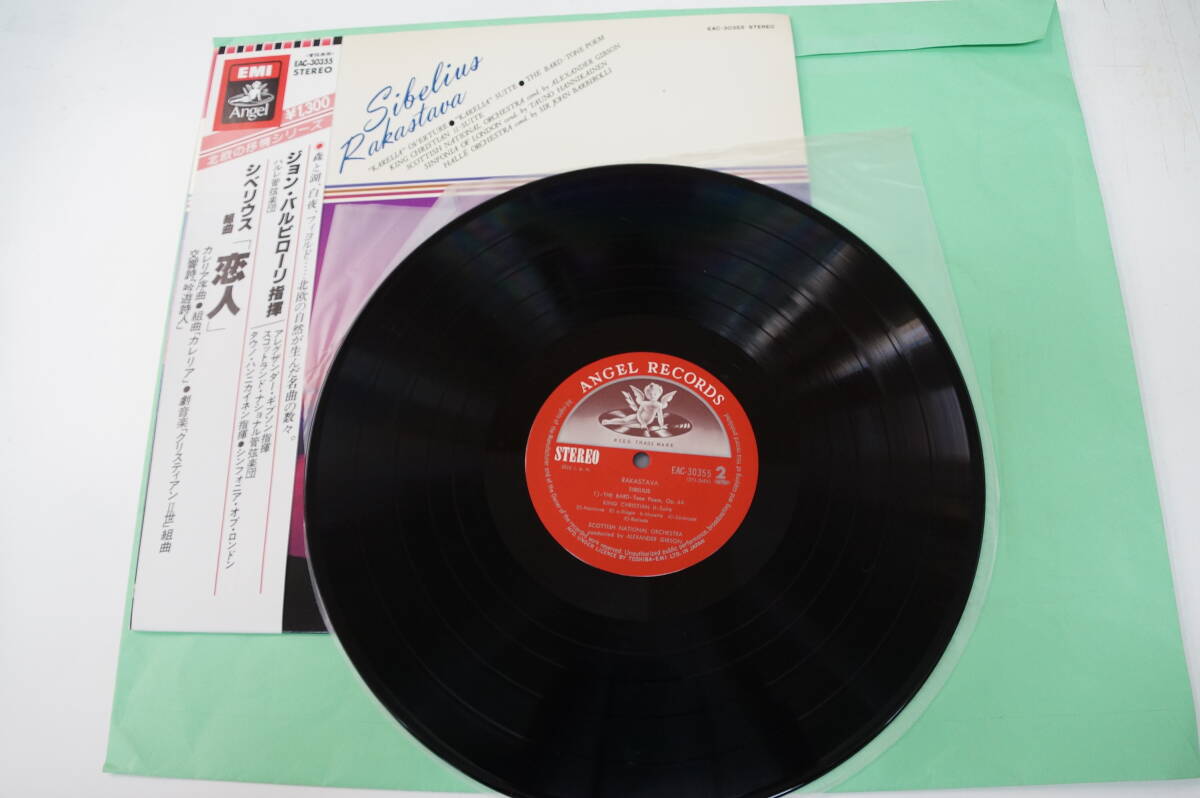 EAC-30355 STEREO
Sibelius
Rakastava
"KARELIA" OVERTURE ● "KARELIA" SUITE ● THE BARD-TONE POEM
KING CHRISTIAN II SUITE
SCOTTISH NATIONAL ORCHESTRA cond. by ALEXANDER GIBSON
SINFONIA OF LONDON cond. by TAUNO HANNIKAINEN
HALLE ORCHESTRA cond. by SIR JOHN BARBIROLLI
EMI
Angel
EAC-30355
STEREO
¥1,300
北欧の抒情シリーズ
●森と湖、白夜、フィヨルド……北欧の自然が生んだ名曲の数々。
ジョン・バルビローリ指揮
ハルレ管弦楽団
アレグザンダー・ギブソン指揮
スコットランド・ナショナル管弦楽団
タウノ・ハンニカイネン指揮●シンフォニア・オブ・ロンドン
シベリウス
組曲「恋人」
カレリア序曲●組曲「カレリア」●劇音楽「クリスティアンII世」組曲
交響詩「吟遊詩人」
ANGEL RECORDS
REGD. TRADE MARK
STEREO
EAC-30355
2
RAKASTAVA
SIBELIUS
1)-THE BARD-Tone Poem, Op. 64
KING CHRISTIAN II-Suite
SCOTTISH NATIONAL ORCHESTRA
conducted by ALEXANDER GIBSON
MFD UNDER LICENCE BY TOSHIBA-EMI LTD. IN JAPAN